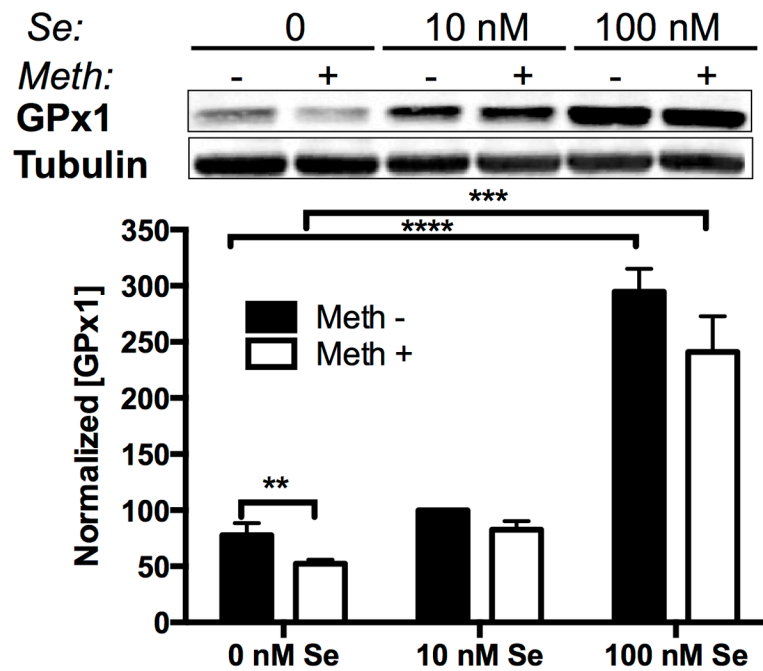 Se: 0 10 nM 100 nM
Meth: - + - + - +
GPx1
Tubulin
***
****
350
300
250
200
150
100
50
0
Normalized [GPx1]
Meth -
Meth +
**
0 nM Se 10 nM Se 100 nM Se